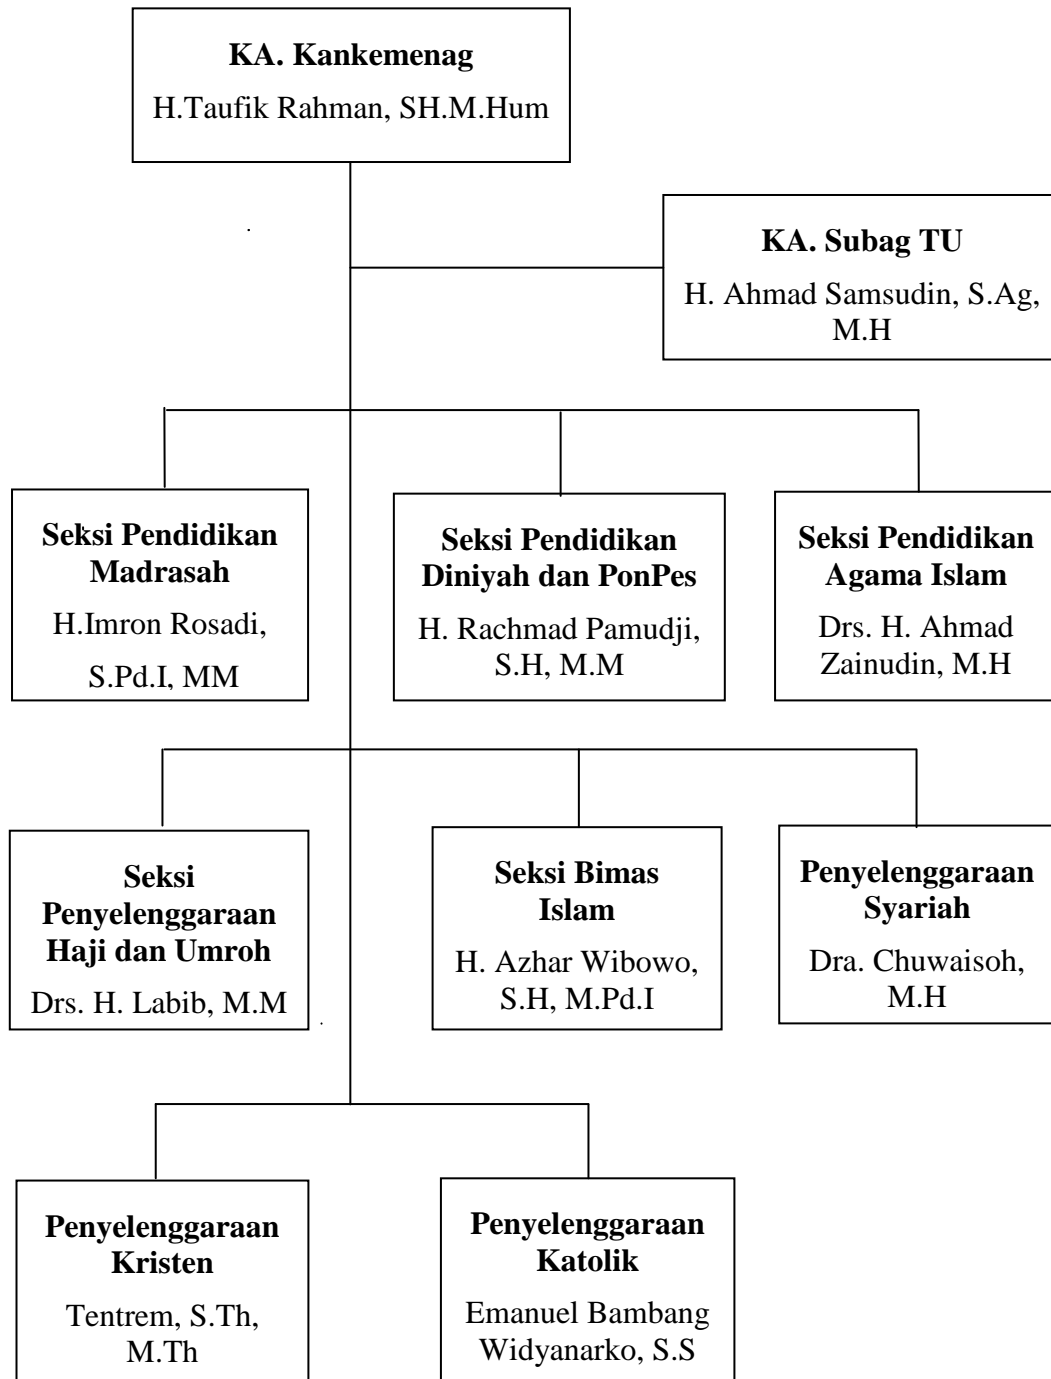 KA. Kankemenag
H.Taufik Rahman, SH.M.Hum
KA. Subag TU
H. Ahmad Samsudin, S.Ag,
M.H
Seksi Pendidikan
Madrasah
H.Imron Rosadi,
S.Pd.I, MM
Seksi Pendidikan
Diniyah dan PonPes
H. Rachmad Pamudji,
S.H, M.M
Seksi Pendidikan
Agama Islam
Drs. H. Ahmad
Zainudin, M.H
Seksi
Penyelenggaraan
Haji dan Umroh
Drs. H. Labib, M.M
Seksi Bimas
Islam
H. Azhar Wibowo,
S.H, M.Pd.I
Penyelenggaraan
Syariah
Dra. Chuwaisoh,
M.H
Penyelenggaraan
Kristen
Tentrem, S.Th,
M.Th
Penyelenggaraan
Katolik
Emanuel Bambang
Widyanarko, S.S